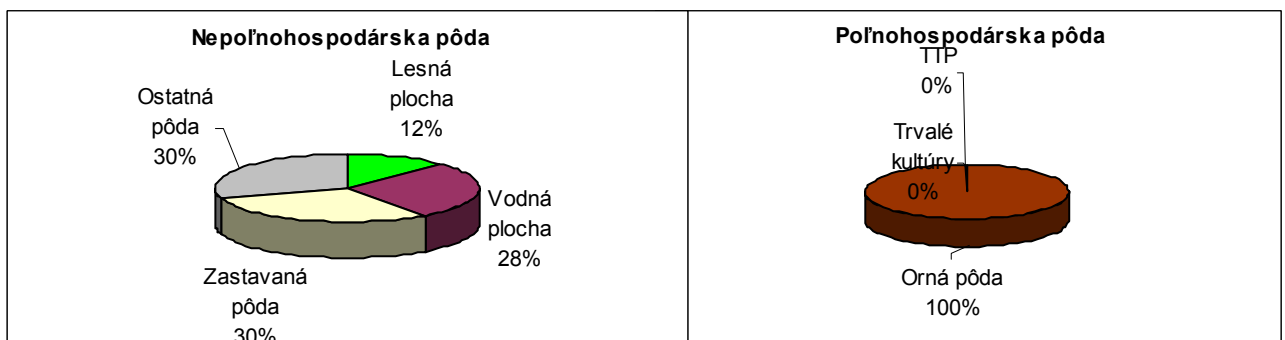 Nepoľnohospodárska pôda
Lesná
plocha
12%
Ostatná
pôda
30%
Vodná
plocha
28%
Zastavaná
pôda
30%
Poľnohospodárska pôda
TTP
0%
Trvalé
kultúry
0%
Orná pôda
100%